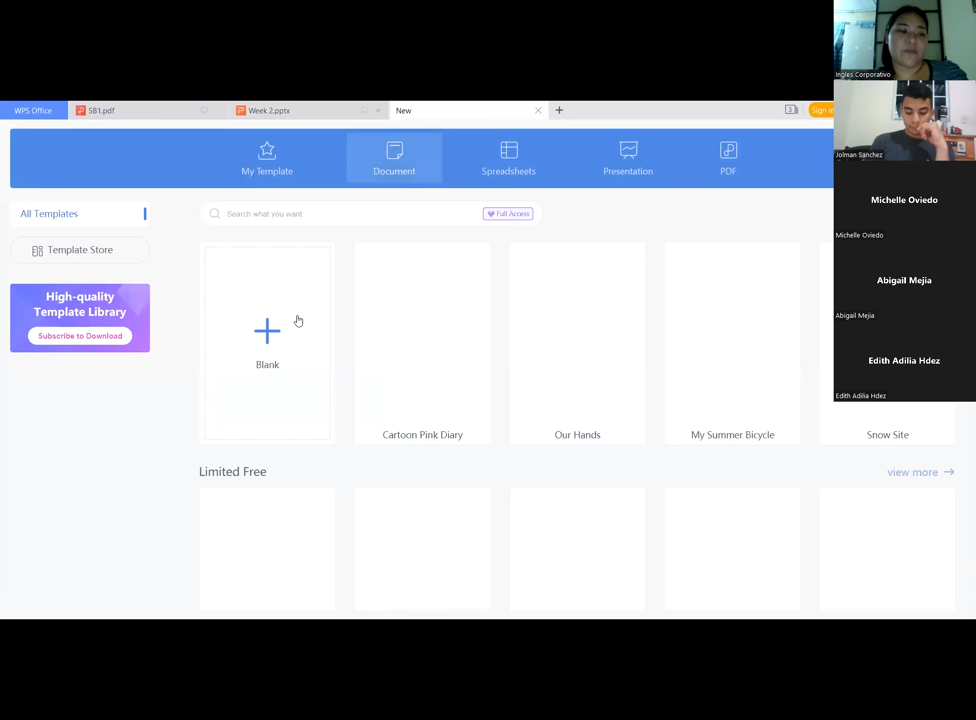 WPS Office
SB1.pdf
Week 2.pptx
New
3
Sign in
My Template
Document
Spreadsheets
Presentation
PDF
All Templates
Template Store
High-quality
Template Library
Subscribe to Download
Search what you want
Full Access
Blank
Cartoon Pink Diary
Our Hands
My Summer Bicycle
Snow Site
Limited Free
view more
Ingles Corporativo
Jolman Sanchez
Michelle Oviedo
Michelle Oviedo
Abigail Mejia
Abigail Mejia
Edith Adilia Hdez
Edith Adilia Hdez